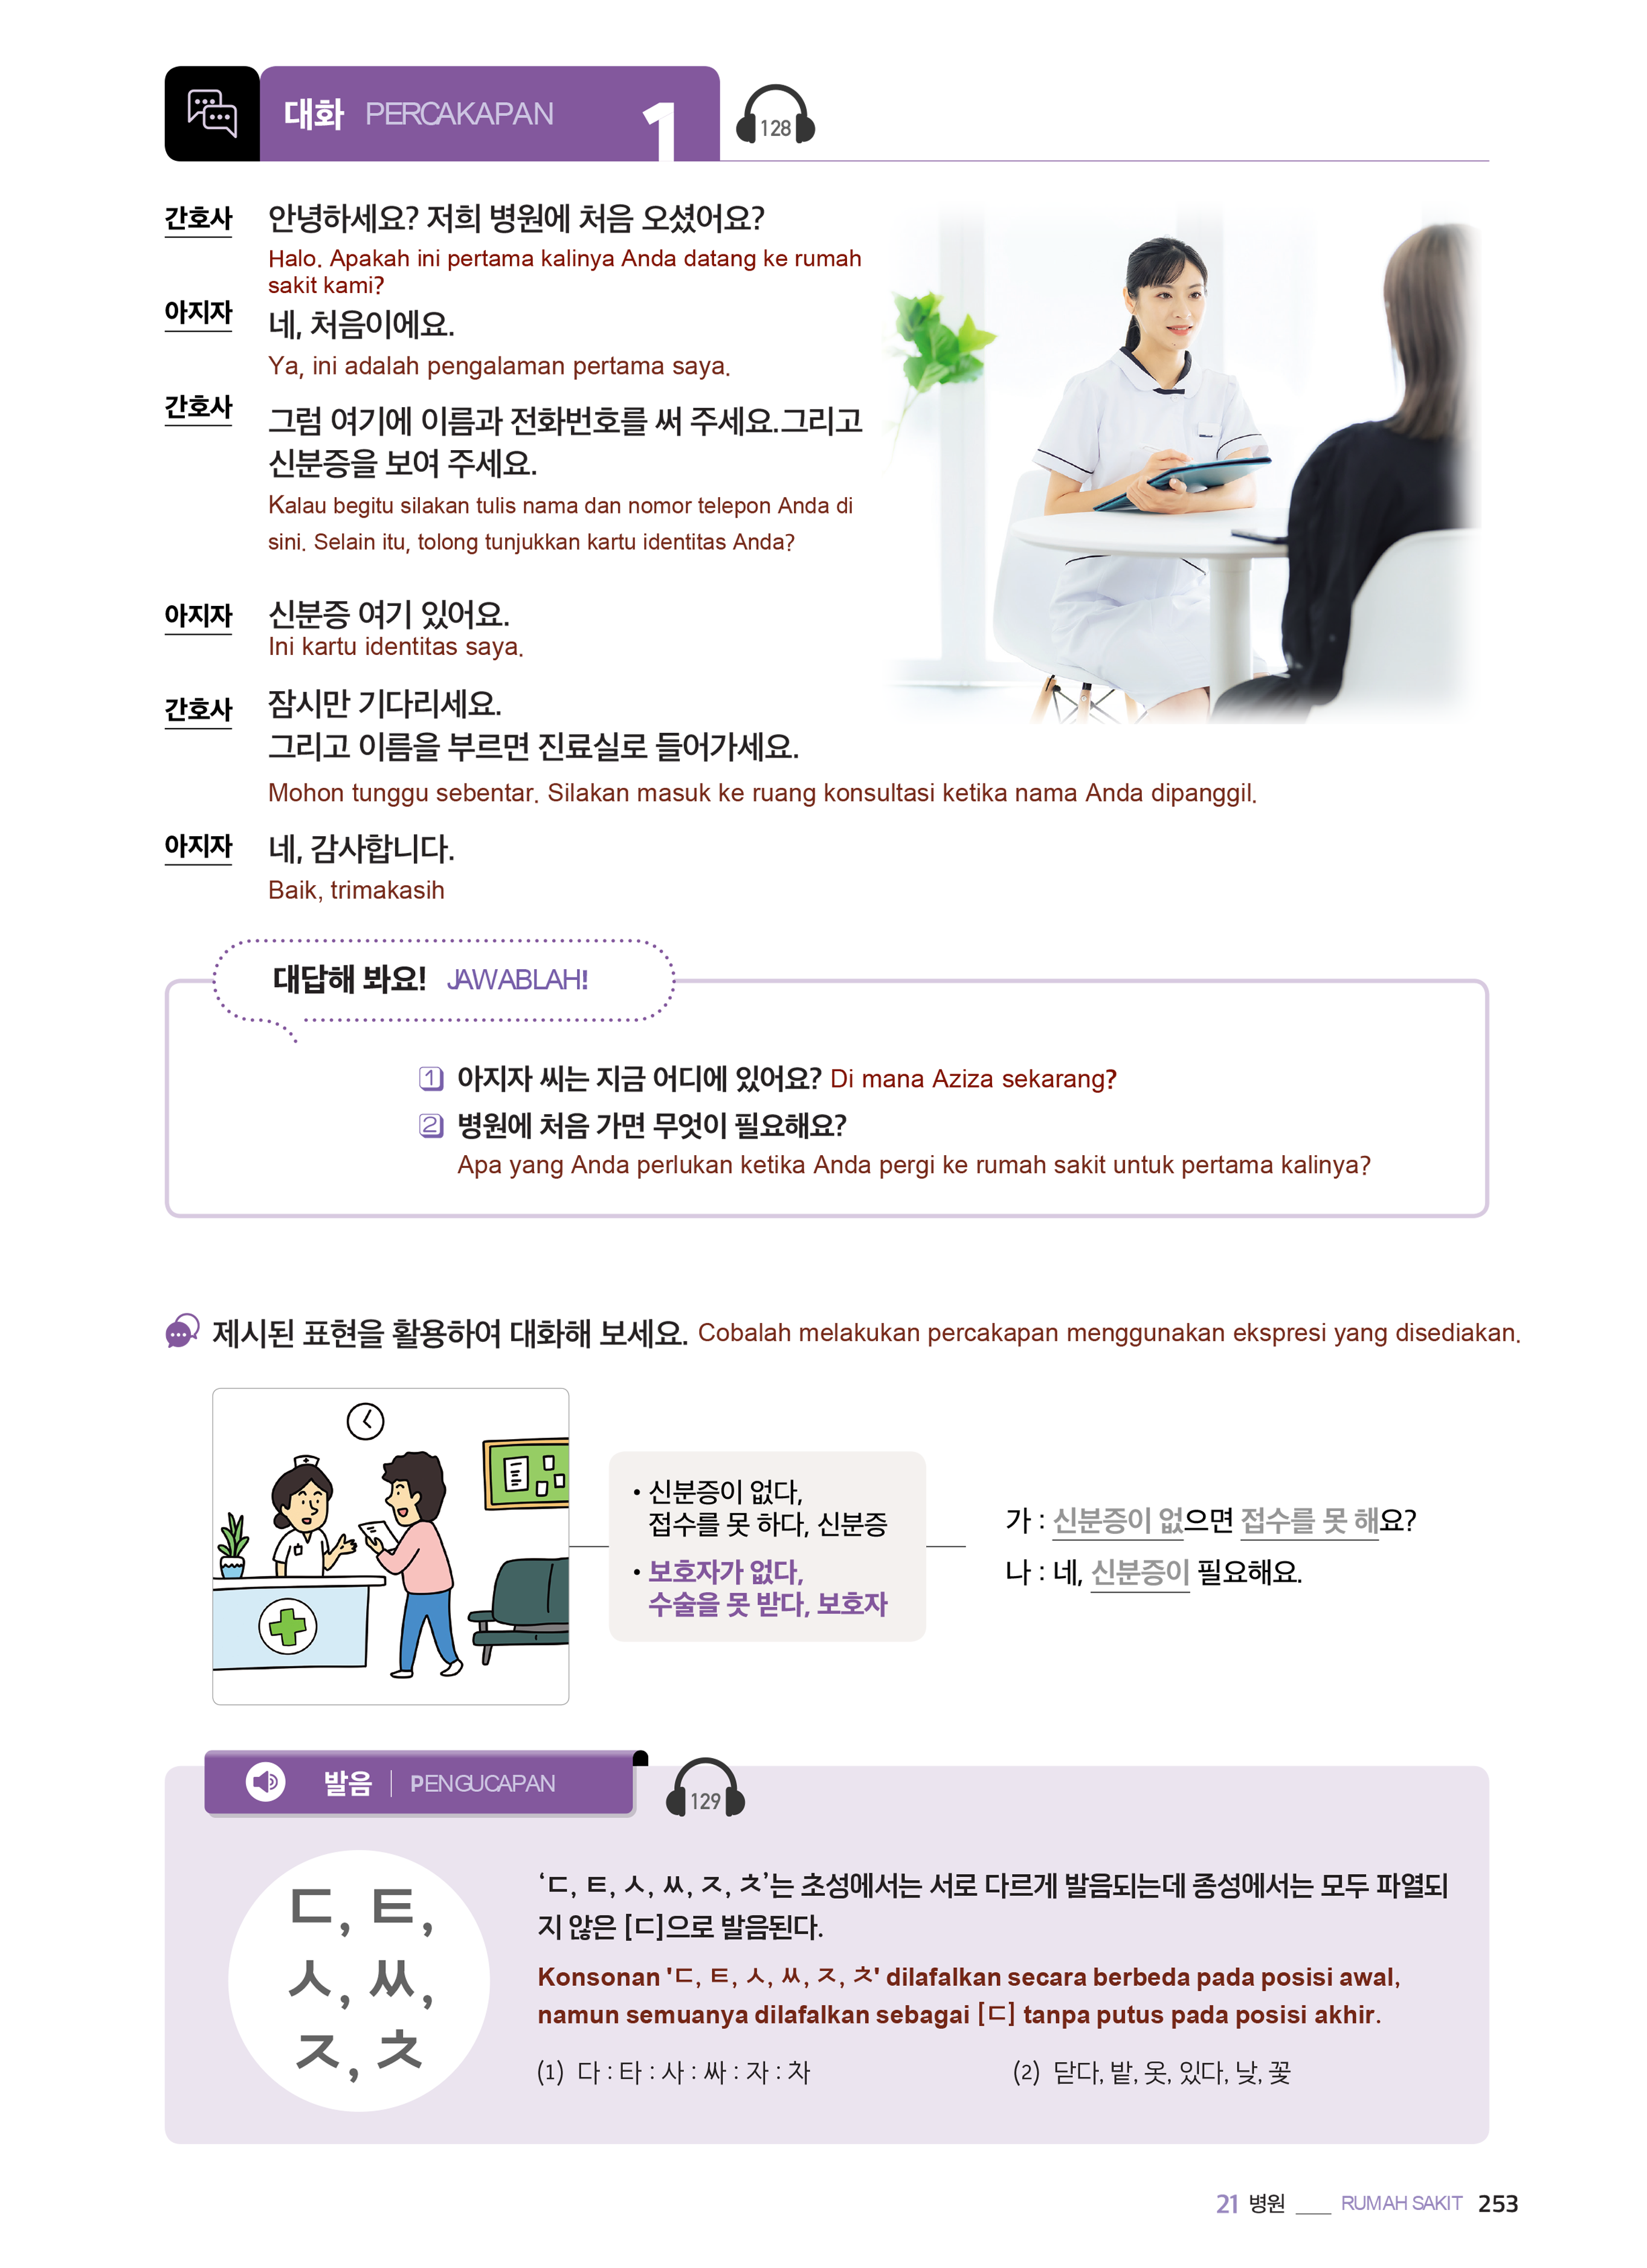 대화 PERCAKAPAN 1
128
간호사 안녕하세요? 저희 병원에 처음 오셨어요?
Halo. Apakah ini pertama kalinya Anda datang ke rumah
sakit kami?
아지자 네, 처음이에요.
Ya, ini adalah pengalaman pertama saya.
간호사 그럼 여기에 이름과 전화번호를 써 주세요.그리고
신분증을 보여 주세요.
Kalau begitu silakan tulis nama dan nomor telepon Anda di
sini. Selain itu, tolong tunjukkan kartu identitas Anda?
아지자 신분증 여기 있어요.
Ini kartu identitas saya.
간호사 잠시만 기다리세요.
그리고 이름을 부르면 진료실로 들어가세요.
Mohon tunggu sebentar. Silakan masuk ke ruang konsultasi ketika nama Anda dipanggil.
아지자 네, 감사합니다.
Baik, trimakasih
대답해 봐요! JAWABLAH!
1 아지자 씨는 지금 어디에 있어요? Di mana Aziza sekarang?
2 병원에 처음 가면 무엇이 필요해요?
Apa yang Anda perlukan ketika Anda pergi ke rumah sakit untuk pertama kalinya?
제시된 표현을 활용하여 대화해 보세요. Cobalah melakukan percakapan menggunakan ekspresi yang disediakan.
• 신분증이 없다,
접수를 못 하다, 신분증
• 보호자가 없다,
수술을 못 받다, 보호자
가 : 신분증이 없으면 접수를 못 해요?
나 : 네, 신분증이 필요해요.
발음 PENGUCAPAN
129
ㄷ, ㅌ,
ㅅ, ㅆ,
ㅈ, ㅊ
‘ㄷ, ㅌ, ㅅ, ㅆ, ㅈ, ㅊ’는 초성에서는 서로 다르게 발음되는데 종성에서는 모두 파열되
지 않은 [ㄷ]으로 발음된다.
Konsonan 'ㄷ, ㅌ, ㅅ, ㅆ, ㅈ, ㅊ' dilafalkan secara berbeda pada posisi awal,
namun semuanya dilafalkan sebagai [ㄷ] tanpa putus pada posisi akhir.
(1) 다 : 타 : 사 : 싸 : 자 : 차
(2) 닫다, 밭, 옷, 있다, 낮, 꽃
21 병원 ___ RUMAH SAKIT 253